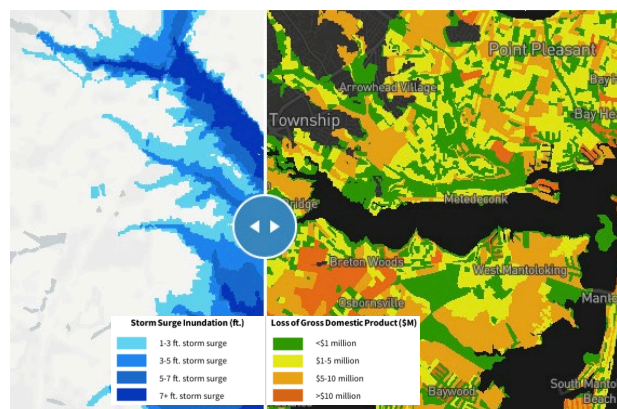 Point Pleasant
Arrowhead Village
Bay H
Township
Bay He
Metedeconk
Bridge
Breton Woods
West Mantoloking
Osbornsville
Mantol
Storm Surge Inundation (ft.)
1-3 ft. storm surge
3-5 ft. storm surge
5-7 ft. storm surge
7+ ft. storm surge
Loss of Gross Domestic Product ($M)
<$1 million
$1-5 million
$5-10 million
>$10 million
Baywood
South Manto
Beach